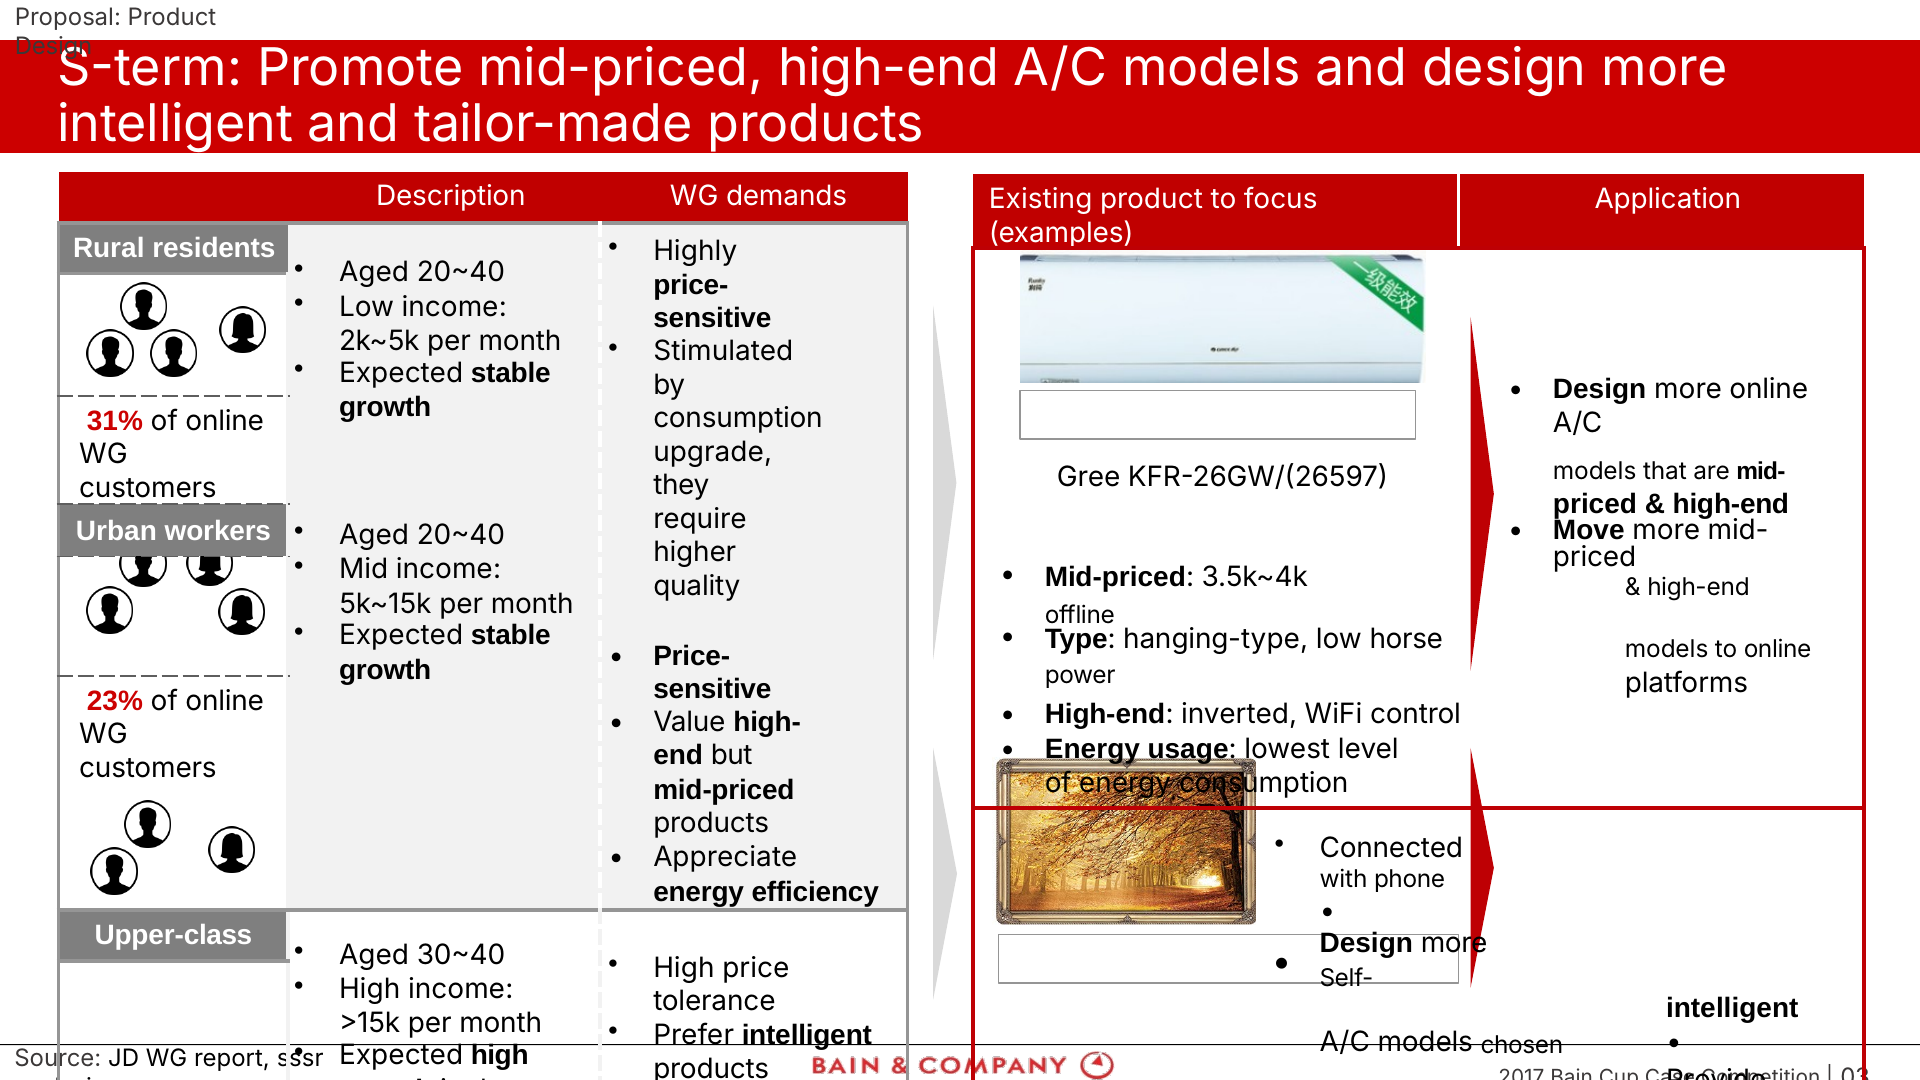 Proposal: Product
Design
S-term: Promote mid-priced, high-end A/C models and design more
intelligent and tailor-made products
Description
WG demands
Rural residents
31% of online
WG
customers
Aged 20~40
Low income:
2k~5k per month
Expected stable
growth
Highly
price-
sensitive
Stimulated
by
consumption
upgrade,
they
require
higher
quality
Urban workers
23% of online
WG
customers
Aged 20~40
Mid income:
5k~15k per month
Expected stable
growth
Price-
sensitive
Value high-
end but
mid-priced
products
Appreciate
energy efficiency
Upper-class
Aged 30~40
High income:
>15k per month
Expected high
High price
tolerance
Prefer intelligent
products
Existing product to focus
(examples)
Application
一级能效
Gree KFR-26GW/(26597)
Mid-priced: 3.5k~4k
offline
Type: hanging-type, low horse
power
High-end: inverted, WiFi control
Energy usage: lowest level
of energy consumption
Design more online
A/C
models that are mid-
priced & high-end
Move more mid-
priced
& high-end
models to online
platforms
Connected
with phone
Design more
Self-
intelligent
A/C models chosen
Provide
Source: JD WG report, sssr
BAIN & COMPANY
2017 Bain Cup Case Competition | 03